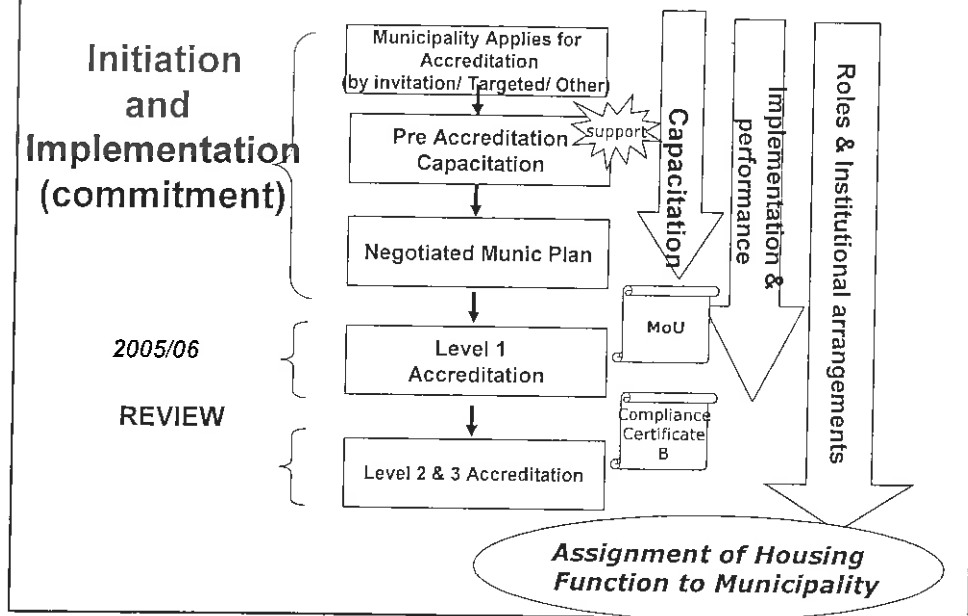 Initiation
and
Implementation
(commitment)
2005/06
REVIEW
Municipality Applies for
Accreditation
(by invitation/ Targeted/ Other)
Pre Accreditation
Capacitation
support
Negotiated Munic Plan
Level 1
Accreditation
Level 2 & 3 Accreditation
MoU
Compliance
Certificate
B
Capacitation
Implementation &
performance
Roles & Institutional arrangements
Assignment of Housing
Function to Municipality